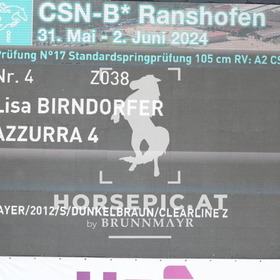 CSN-B* Ranshofen
31. Mai - 2. Juni 2024
Prüfung N°17 Standardspringprüfung 105 cm RV: A2 CS
Nr. 4 Z038
Lisa BIRNDORFER
AZZURRA 4
HORSEPIC.AT
AYER/2012/S/DUNKELBRAUN/CLEARLINE Z
by BRUNNMAYR